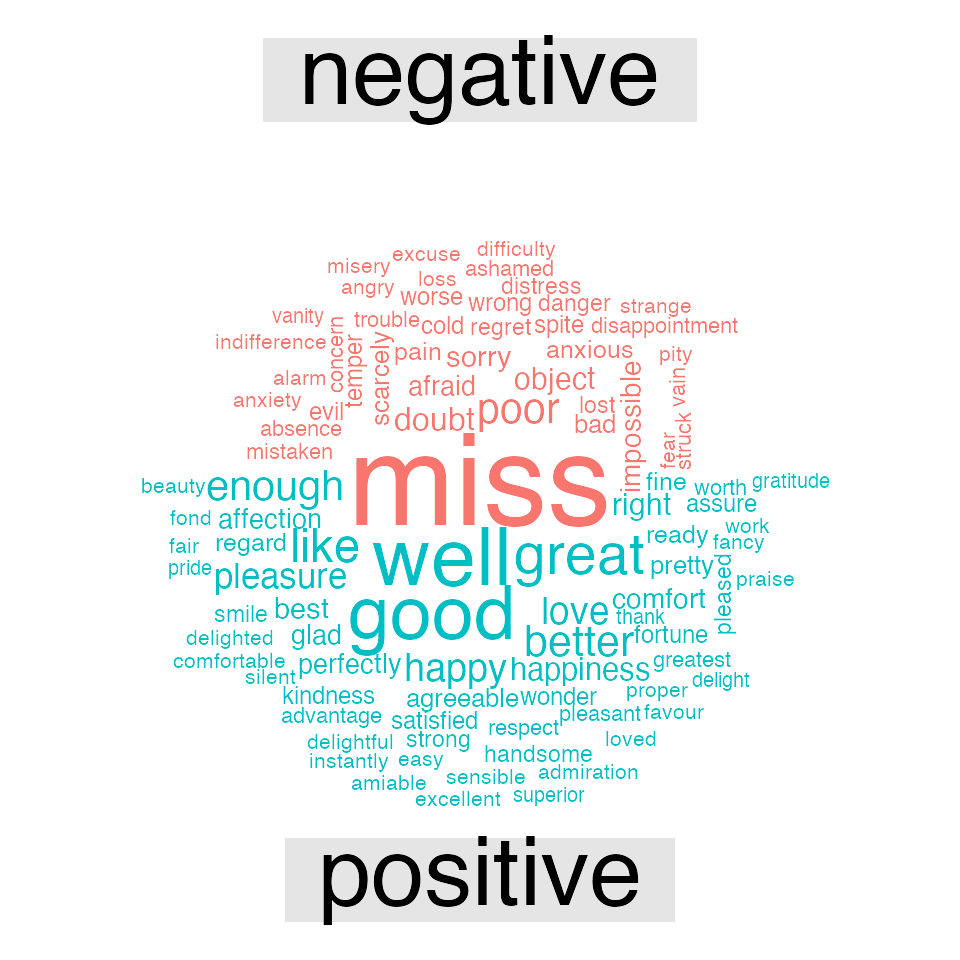 negative
difficulty
excuse
misery ashamed
loss
angry distress
worse wrong danger strange
vanity trouble cold regret spite disappointment
indifference concern temper scarcely pain sorry anxious pity
alarm afraid object impossible vain
anxiety evil doubt poor lost
absence bad struck
mistaken fear
miss
beauty enough fine worth gratitude
fond affection right assure
fair regard like well great ready work
pride pleasure pretty fancy
smile best good love comfort pleased praise
delighted glad better thank fortune
comfortable perfectly happy happiness greatest
silent delight
kindness agreeable wonder proper
advantage satisfied respect pleasant favour
delightful strong loved
instantly easy handsome
amiable sensible admiration
excellent superior
positive